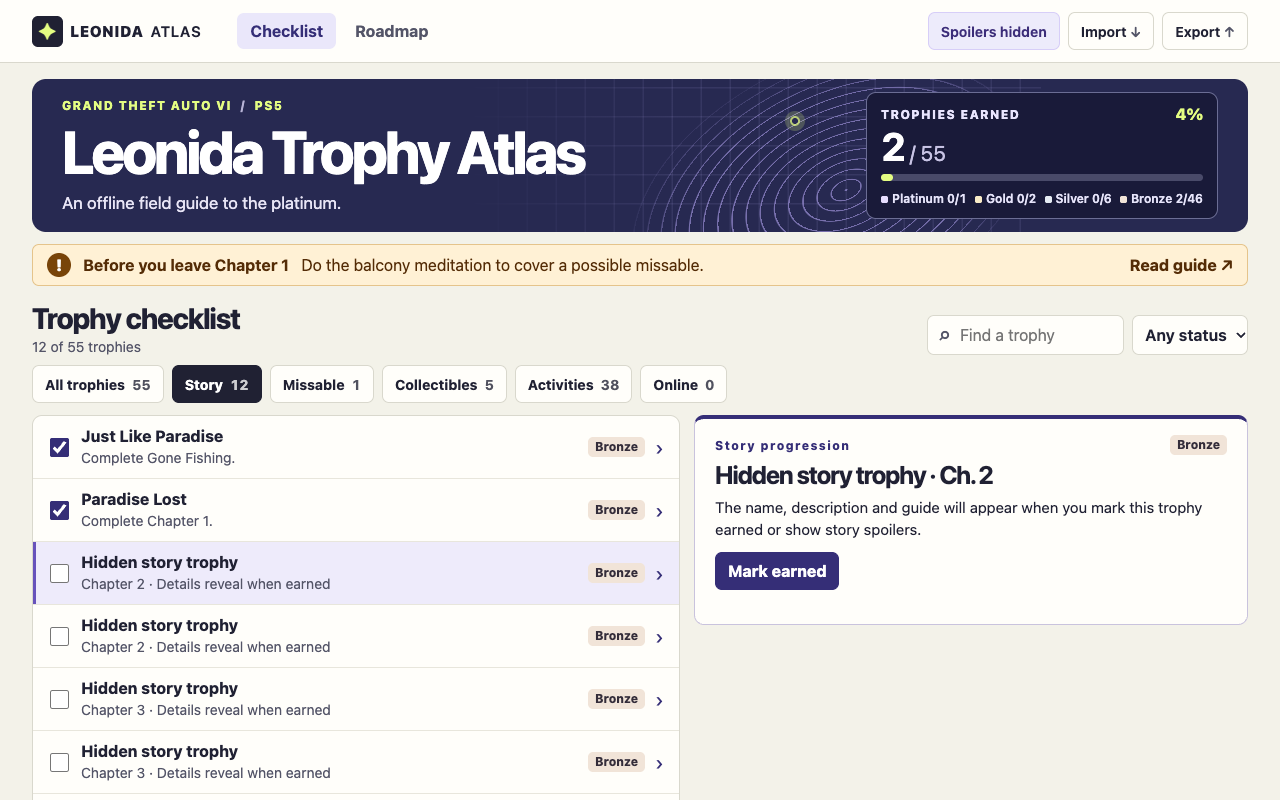 LEONIDA ATLAS
Checklist
Roadmap
Spoilers hidden
Import ↓
Export ↑
GRAND THEFT AUTO VI / PS5
Leonida Trophy Atlas
An offline field guide to the platinum.
TROPHIES EARNED 4%
2 / 55
Platinum 0/1 Gold 0/2 Silver 0/6 Bronze 2/46
! Before you leave Chapter 1 Do the balcony meditation to cover a possible missable. Read guide ↗
Trophy checklist
12 of 55 trophies
Find a trophy
Any status
All trophies 55
Story 12
Missable 1
Collectibles 5
Activities 38
Online 0
Just Like Paradise
Complete Gone Fishing.
Bronze ›
Paradise Lost
Complete Chapter 1.
Bronze ›
Hidden story trophy
Chapter 2 · Details reveal when earned
Bronze ›
Hidden story trophy
Chapter 2 · Details reveal when earned
Bronze ›
Hidden story trophy
Chapter 3 · Details reveal when earned
Bronze ›
Hidden story trophy
Chapter 3 · Details reveal when earned
Bronze ›
Story progression
Bronze
Hidden story trophy · Ch. 2
The name, description and guide will appear when you mark this trophy
earned or show story spoilers.
Mark earned